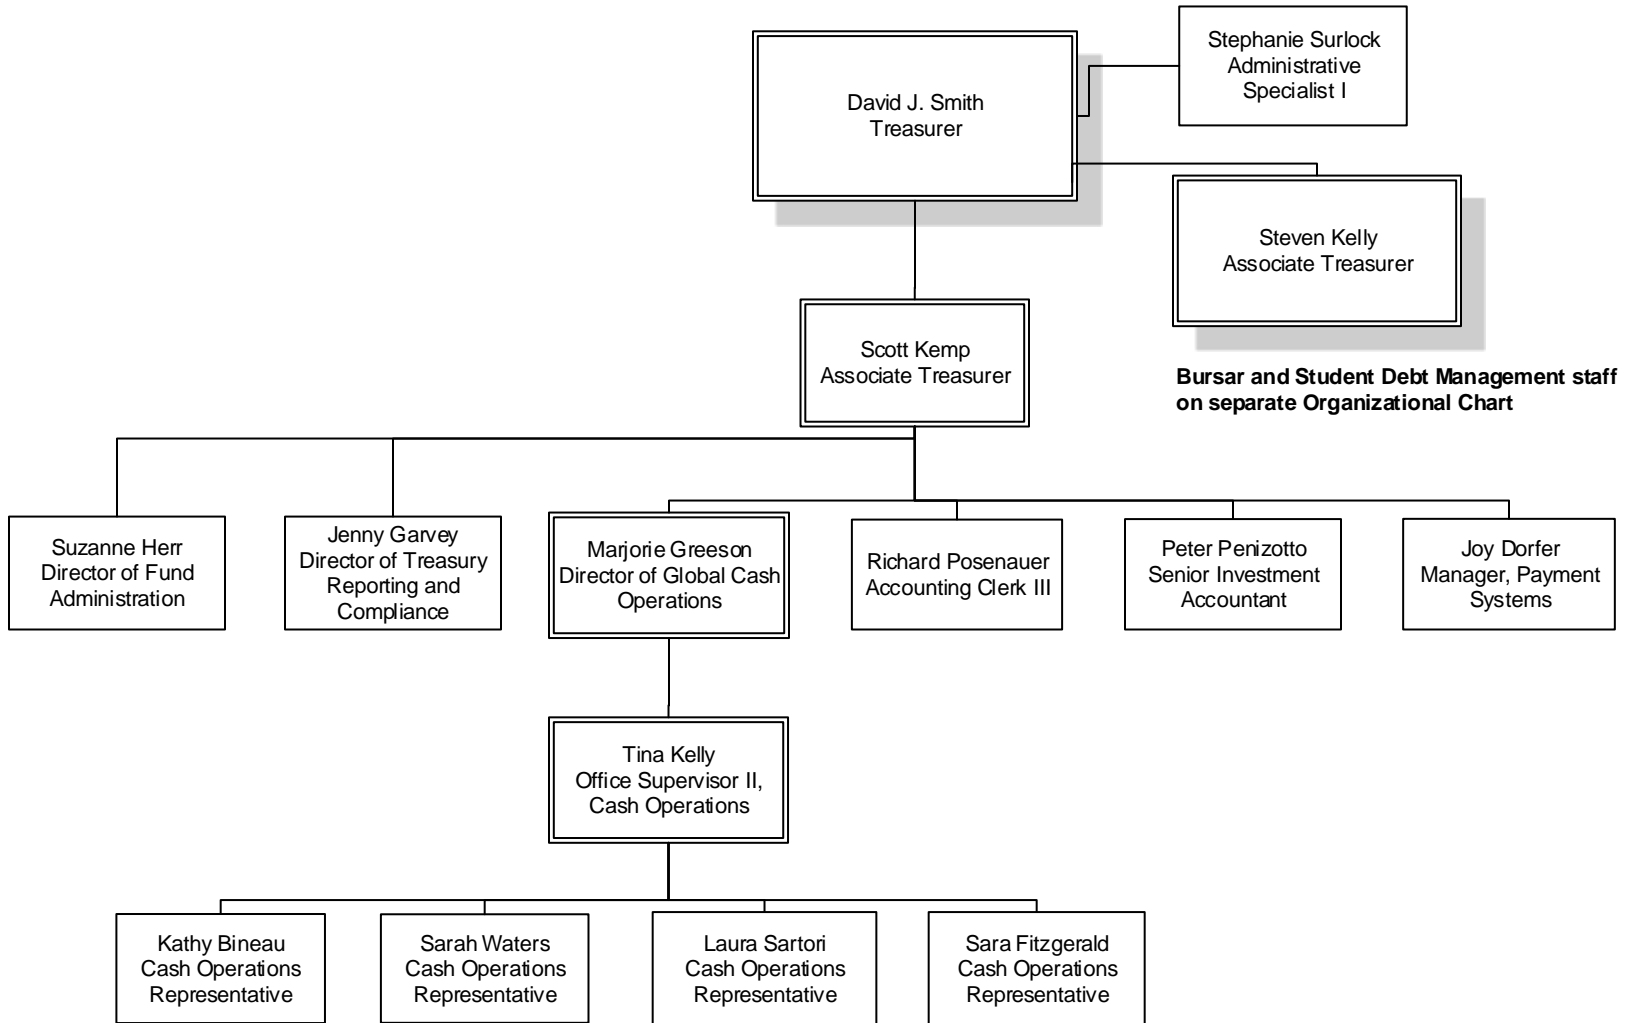 Stephanie Surlock
Administrative
Specialist I
David J. Smith
Treasurer
Steven Kelly
Associate Treasurer
Scott Kemp
Associate Treasurer
Bursar and Student Debt Management staff
on separate Organizational Chart
Suzanne Herr
Director of Fund
Administration
Jenny Garvey
Director of Treasury
Reporting and
Compliance
Marjorie Greeson
Director of Global Cash
Operations
Richard Posenauer
Accounting Clerk III
Peter Penizotto
Senior Investment
Accountant
Joy Dorfer
Manager, Payment
Systems
Tina Kelly
Office Supervisor II,
Cash Operations
Kathy Bineau
Cash Operations
Representative
Sarah Waters
Cash Operations
Representative
Laura Sartori
Cash Operations
Representative
Sara Fitzgerald
Cash Operations
Representative